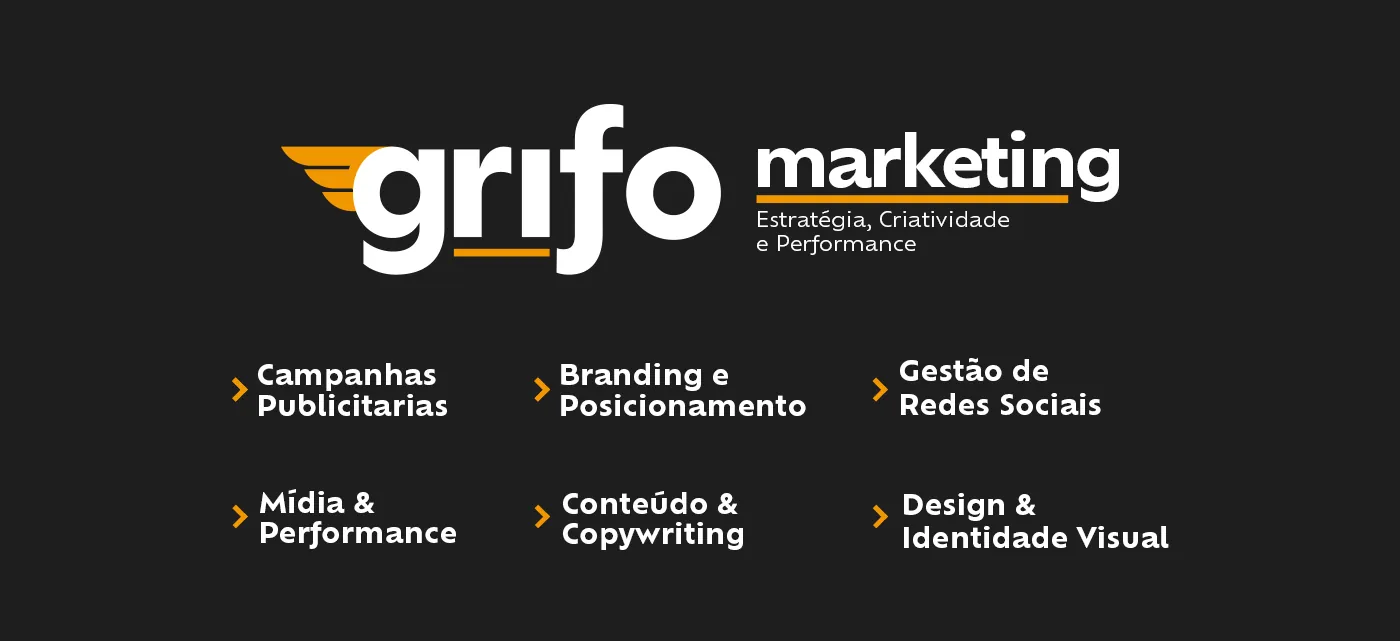 grifo
marketing
Estratégia, Criatividade
e Performance
Campanhas
Publicitarias
Branding e
Posicionamento
Gestão de
Redes Sociais
Mídia &
Performance
Conteúdo &
Copywriting
Design &
Identidade Visual